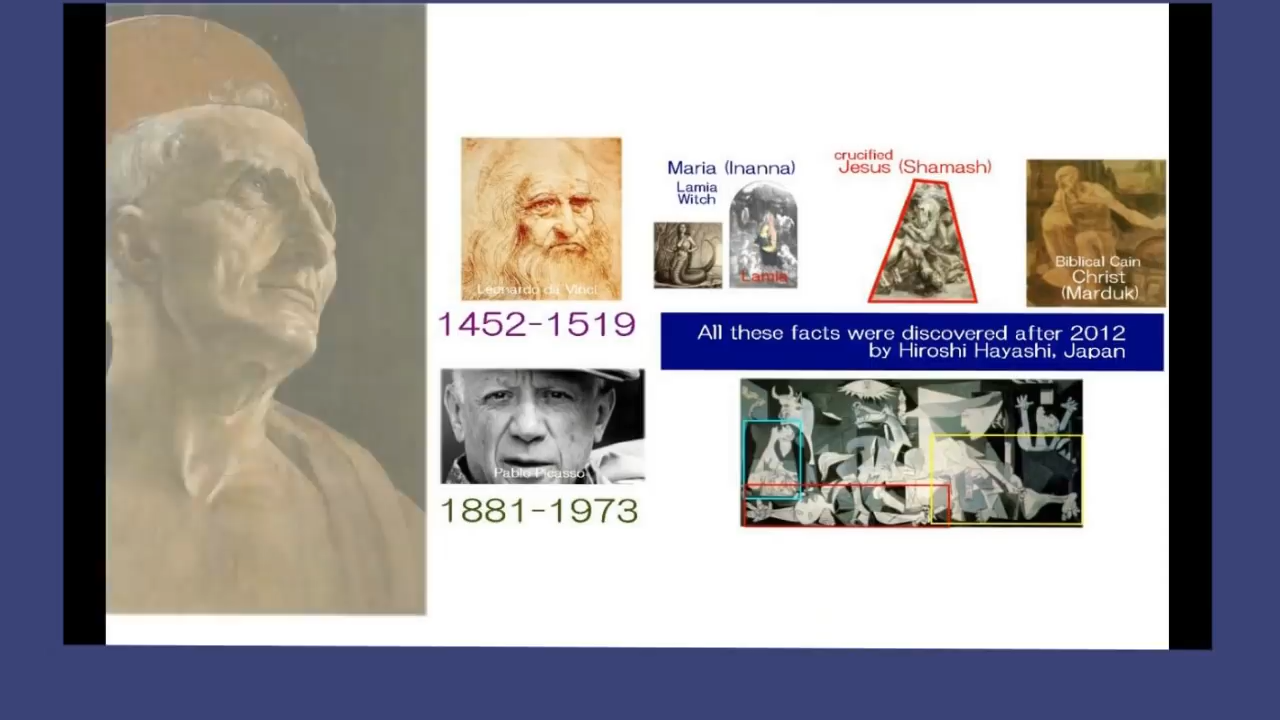 Leonardo da Vinci
1452-1519
Pablo Picasso
1881-1973
Maria (Inanna)
Lamia
Witch
Lamia
crucified
Jesus (Shamash)
Biblical Cain
Christ
(Marduk)
All these facts were discovered after 2012
by Hiroshi Hayashi, Japan